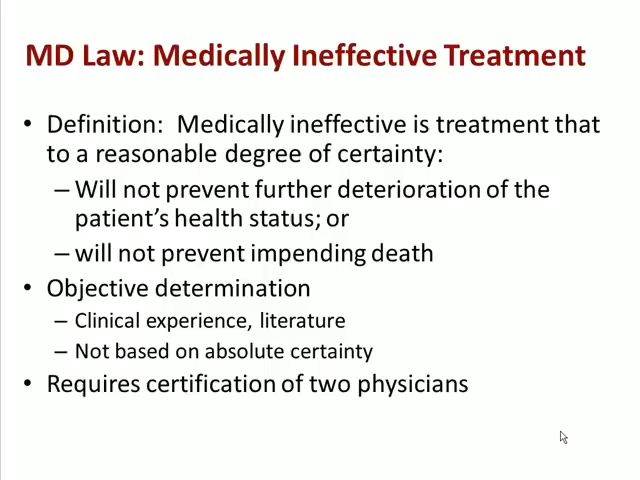 MD Law: Medically Ineffective Treatment
• Definition:  Medically ineffective is treatment that
to a reasonable degree of certainty:
– Will not prevent further deterioration of the
patient’s health status; or
– will not prevent impending death
• Objective determination
– Clinical experience, literature
– Not based on absolute certainty
• Requires certification of two physicians